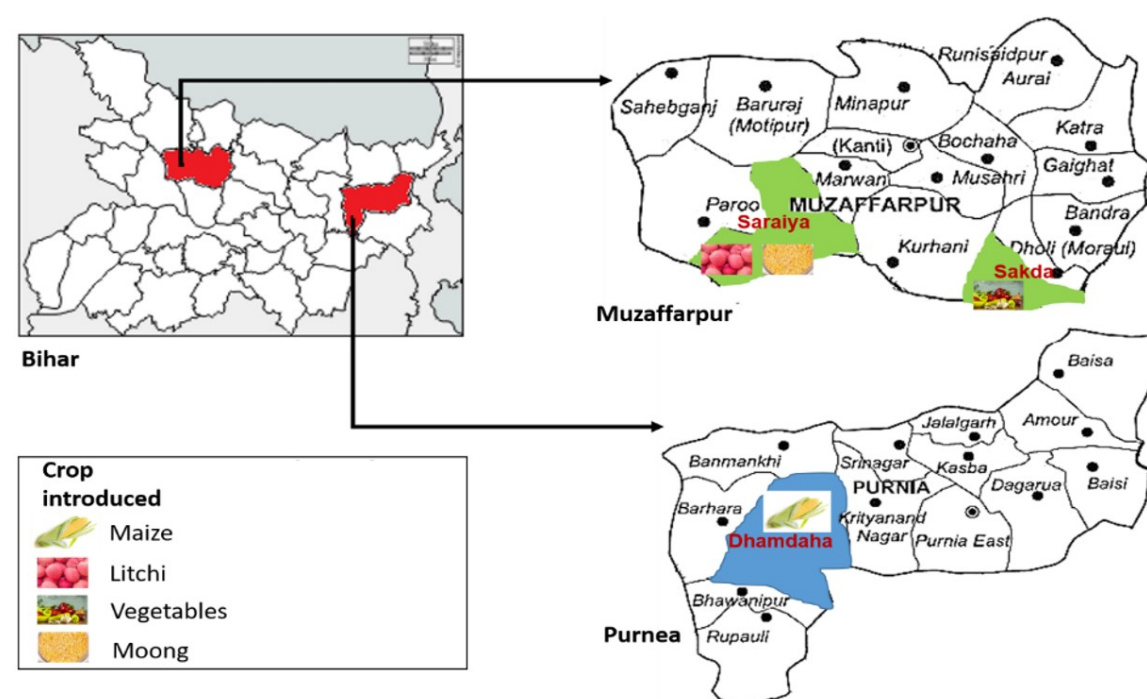 Bihar
Runisaidpur
Aurai
Sahebganj
Baruraj
(Motipur)
Minapur
Katra
(Kanti)
Bochaha
Gaighat
Marwan
Musahri
Paroo
MUZAFFARPUR
Bandra
Saraiya
Kurhani
Dholi (Moraul)
Sakda
Muzaffarpur
Baisa
Jalalgarh
Amour
Banmankhi
Srinagar
Kasba
PURNIA
Dagarua
Baisi
Barhara
Krityanand
Nagar
Purnia East
Dhamdaha
Bhawanipur
Purnea
Rupauli
Crop
introduced
Maize
Litchi
Vegetables
Moong